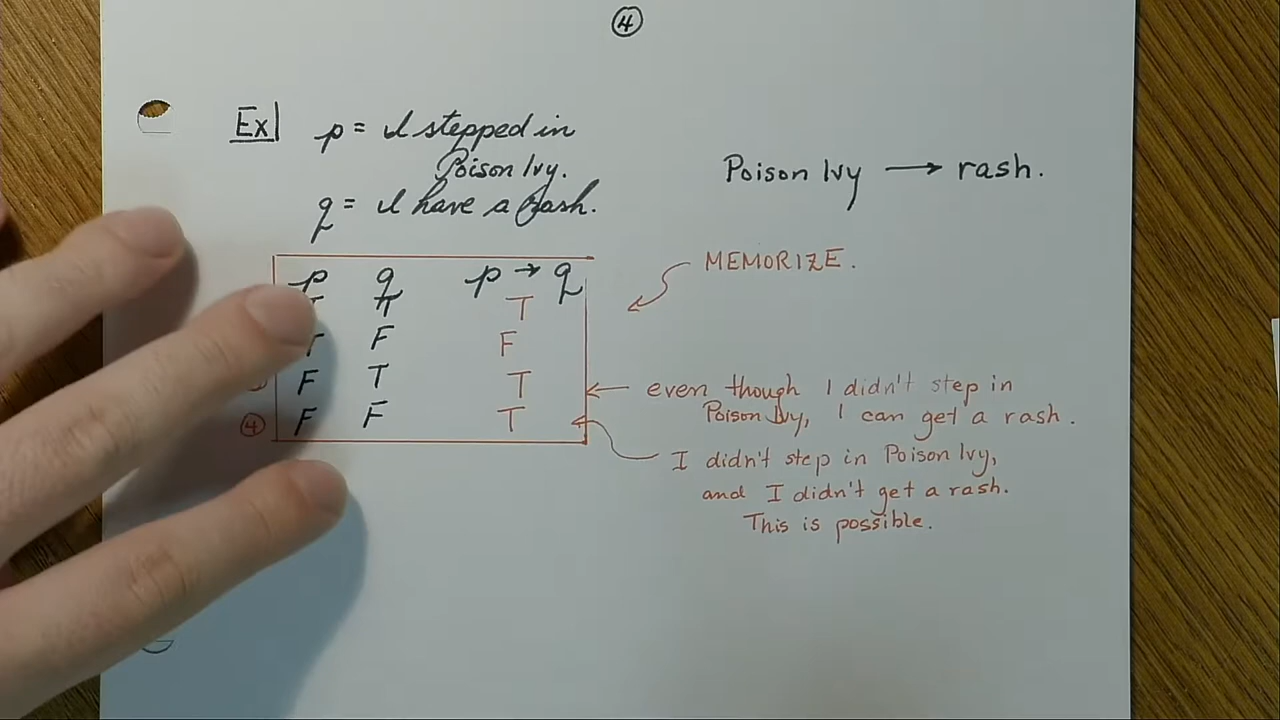 ④
Ex p = I stepped in
Poison Ivy.
q = I have a rash.
Poison Ivy → rash.
MEMORIZE.
p q p → q
T T T
T F F
F T T
④ F F T
even though I didn't step in
Poison Ivy, I can get a rash.
I didn't step in Poison Ivy,
and I didn't get a rash.
This is possible.